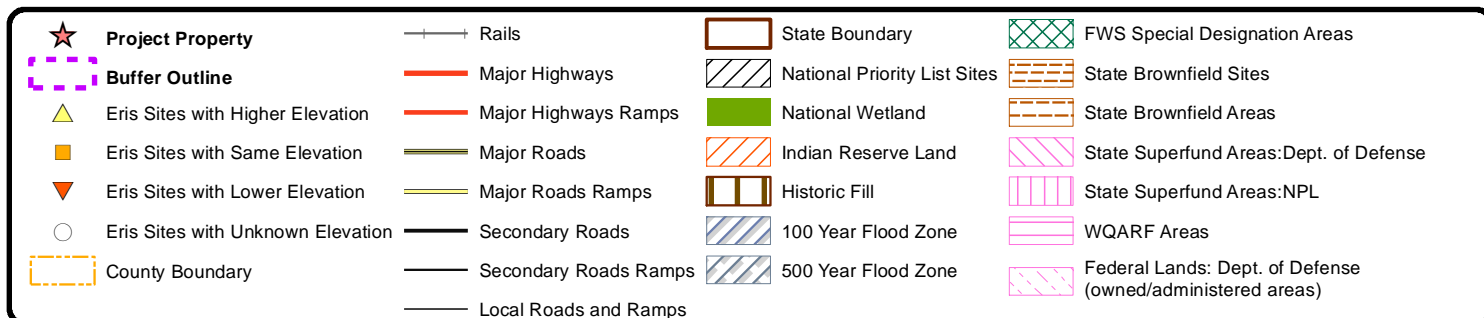 Project Property
Buffer Outline
Eris Sites with Higher Elevation
Eris Sites with Same Elevation
Eris Sites with Lower Elevation
Eris Sites with Unknown Elevation
County Boundary
Rails
Major Highways
Major Highways Ramps
Major Roads
Major Roads Ramps
Secondary Roads
Secondary Roads Ramps
Local Roads and Ramps
State Boundary
National Priority List Sites
National Wetland
Indian Reserve Land
Historic Fill
100 Year Flood Zone
500 Year Flood Zone
FWS Special Designation Areas
State Brownfield Sites
State Brownfield Areas
State Superfund Areas:Dept. of Defense
State Superfund Areas:NPL
WQARF Areas
Federal Lands: Dept. of Defense
(owned/administered areas)